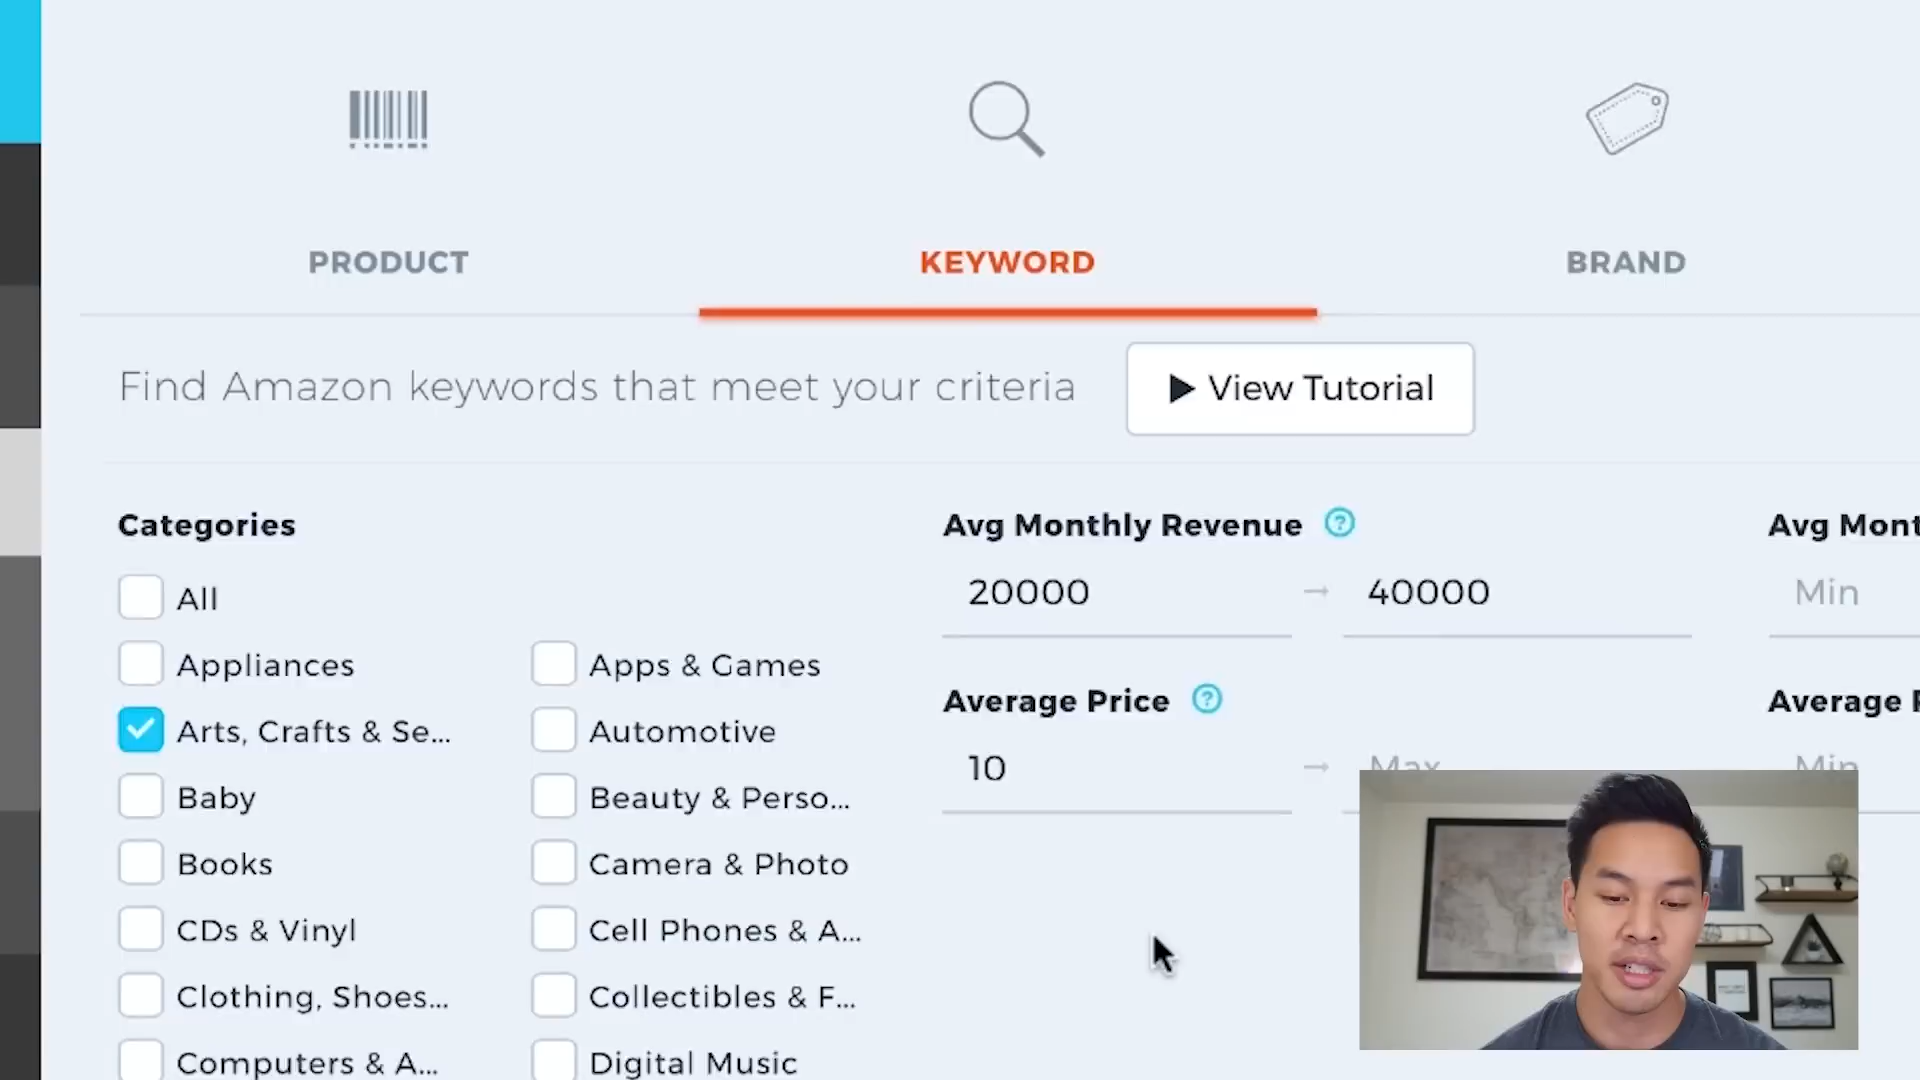 PRODUCT
KEYWORD
BRAND
Find Amazon keywords that meet your criteria
View Tutorial
Categories
Avg Monthly Revenue ?
Avg Mont
All
20000 → 40000
Min
Appliances
Apps & Games
Average Price ?
Average P
Arts, Crafts & Se...
Automotive
10 → Max
Min
Baby
Beauty & Perso...
Books
Camera & Photo
CDs & Vinyl
Cell Phones & A...
Clothing, Shoes...
Collectibles & F...
Computers & A...
Digital Music